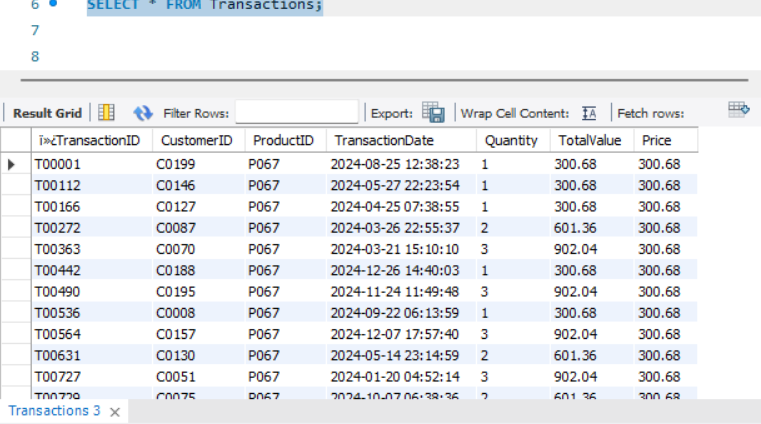 6 SELECT * FROM Transactions;
7
8
Result Grid Filter Rows: Export: Wrap Cell Content: Fetch rows:
ï»¿TransactionID CustomerID ProductID TransactionDate Quantity TotalValue Price
T00001 C0199 P067 2024-08-25 12:38:23 1 300.68 300.68
T00112 C0146 P067 2024-05-27 22:23:54 1 300.68 300.68
T00166 C0127 P067 2024-04-25 07:38:55 1 300.68 300.68
T00272 C0087 P067 2024-03-26 22:55:37 2 601.36 300.68
T00363 C0070 P067 2024-03-21 15:10:10 3 902.04 300.68
T00442 C0188 P067 2024-12-26 14:40:03 1 300.68 300.68
T00490 C0195 P067 2024-11-24 11:49:48 3 902.04 300.68
T00536 C0008 P067 2024-09-22 06:13:59 1 300.68 300.68
T00564 C0157 P067 2024-12-07 17:57:40 3 902.04 300.68
T00631 C0130 P067 2024-05-14 23:14:59 2 601.36 300.68
T00727 C0051 P067 2024-01-20 04:52:14 3 902.04 300.68
T00729 C0075 P067 2024-10-07 06:38:36 2 601.36 300.68
Transactions 3